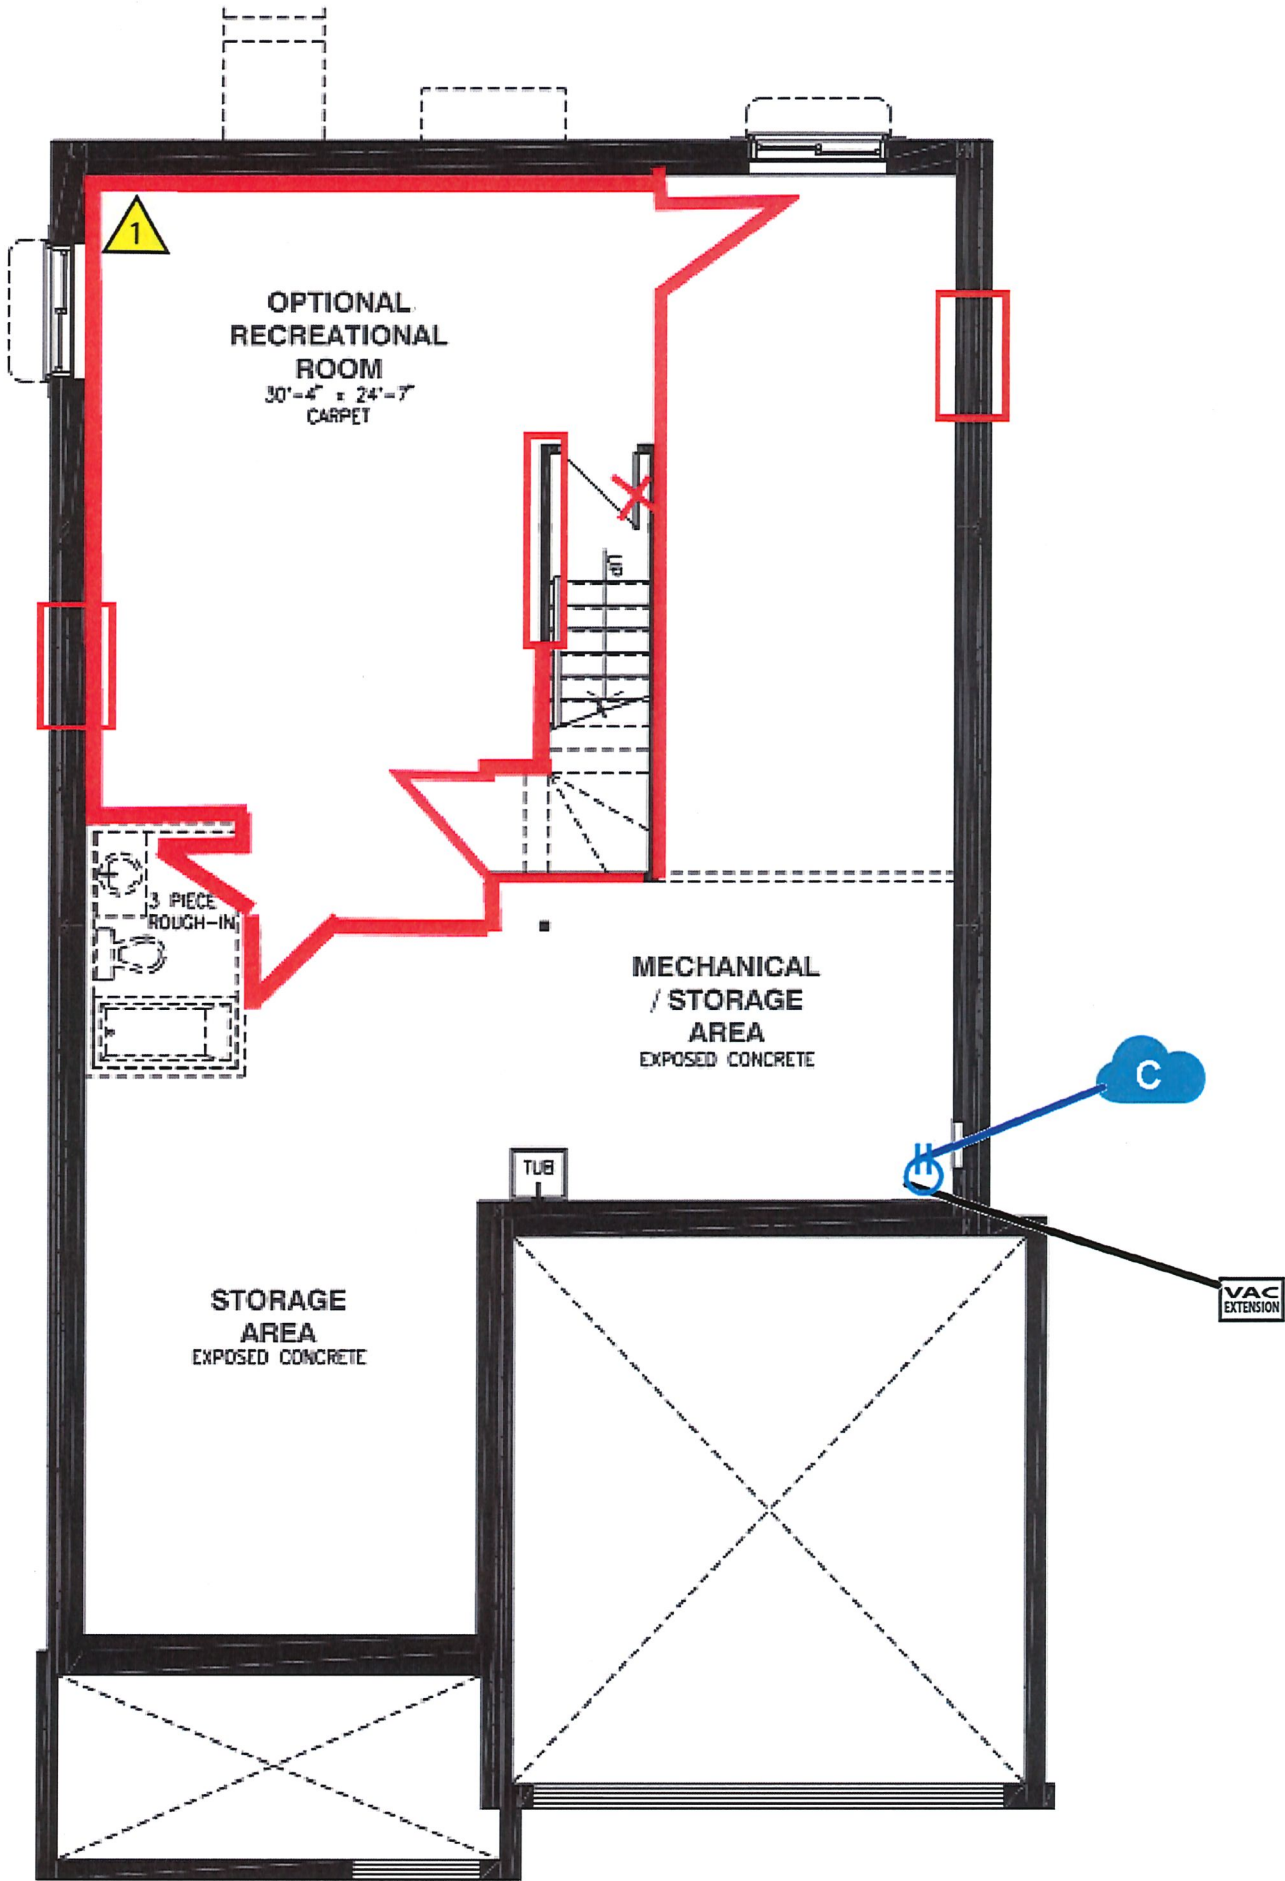 1
OPTIONAL
RECREATIONAL
ROOM
30'-4" x 24'-7"
CARPET
UP
3 PIECE
ROUGH-IN
MECHANICAL
/ STORAGE
AREA
EXPOSED CONCRETE
C
TUB
VAC
EXTENSION
STORAGE
AREA
EXPOSED CONCRETE